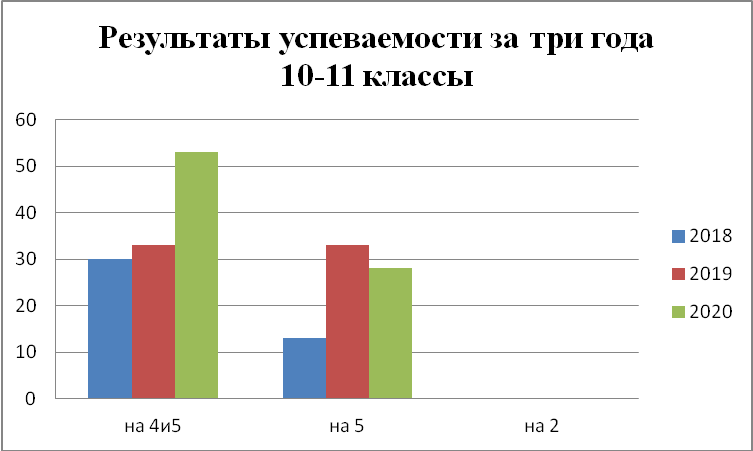 Результаты успеваемости за три года
10-11 классы
60
50
40
30
20
10
0
на 4и5
на 5
на 2
2018
2019
2020